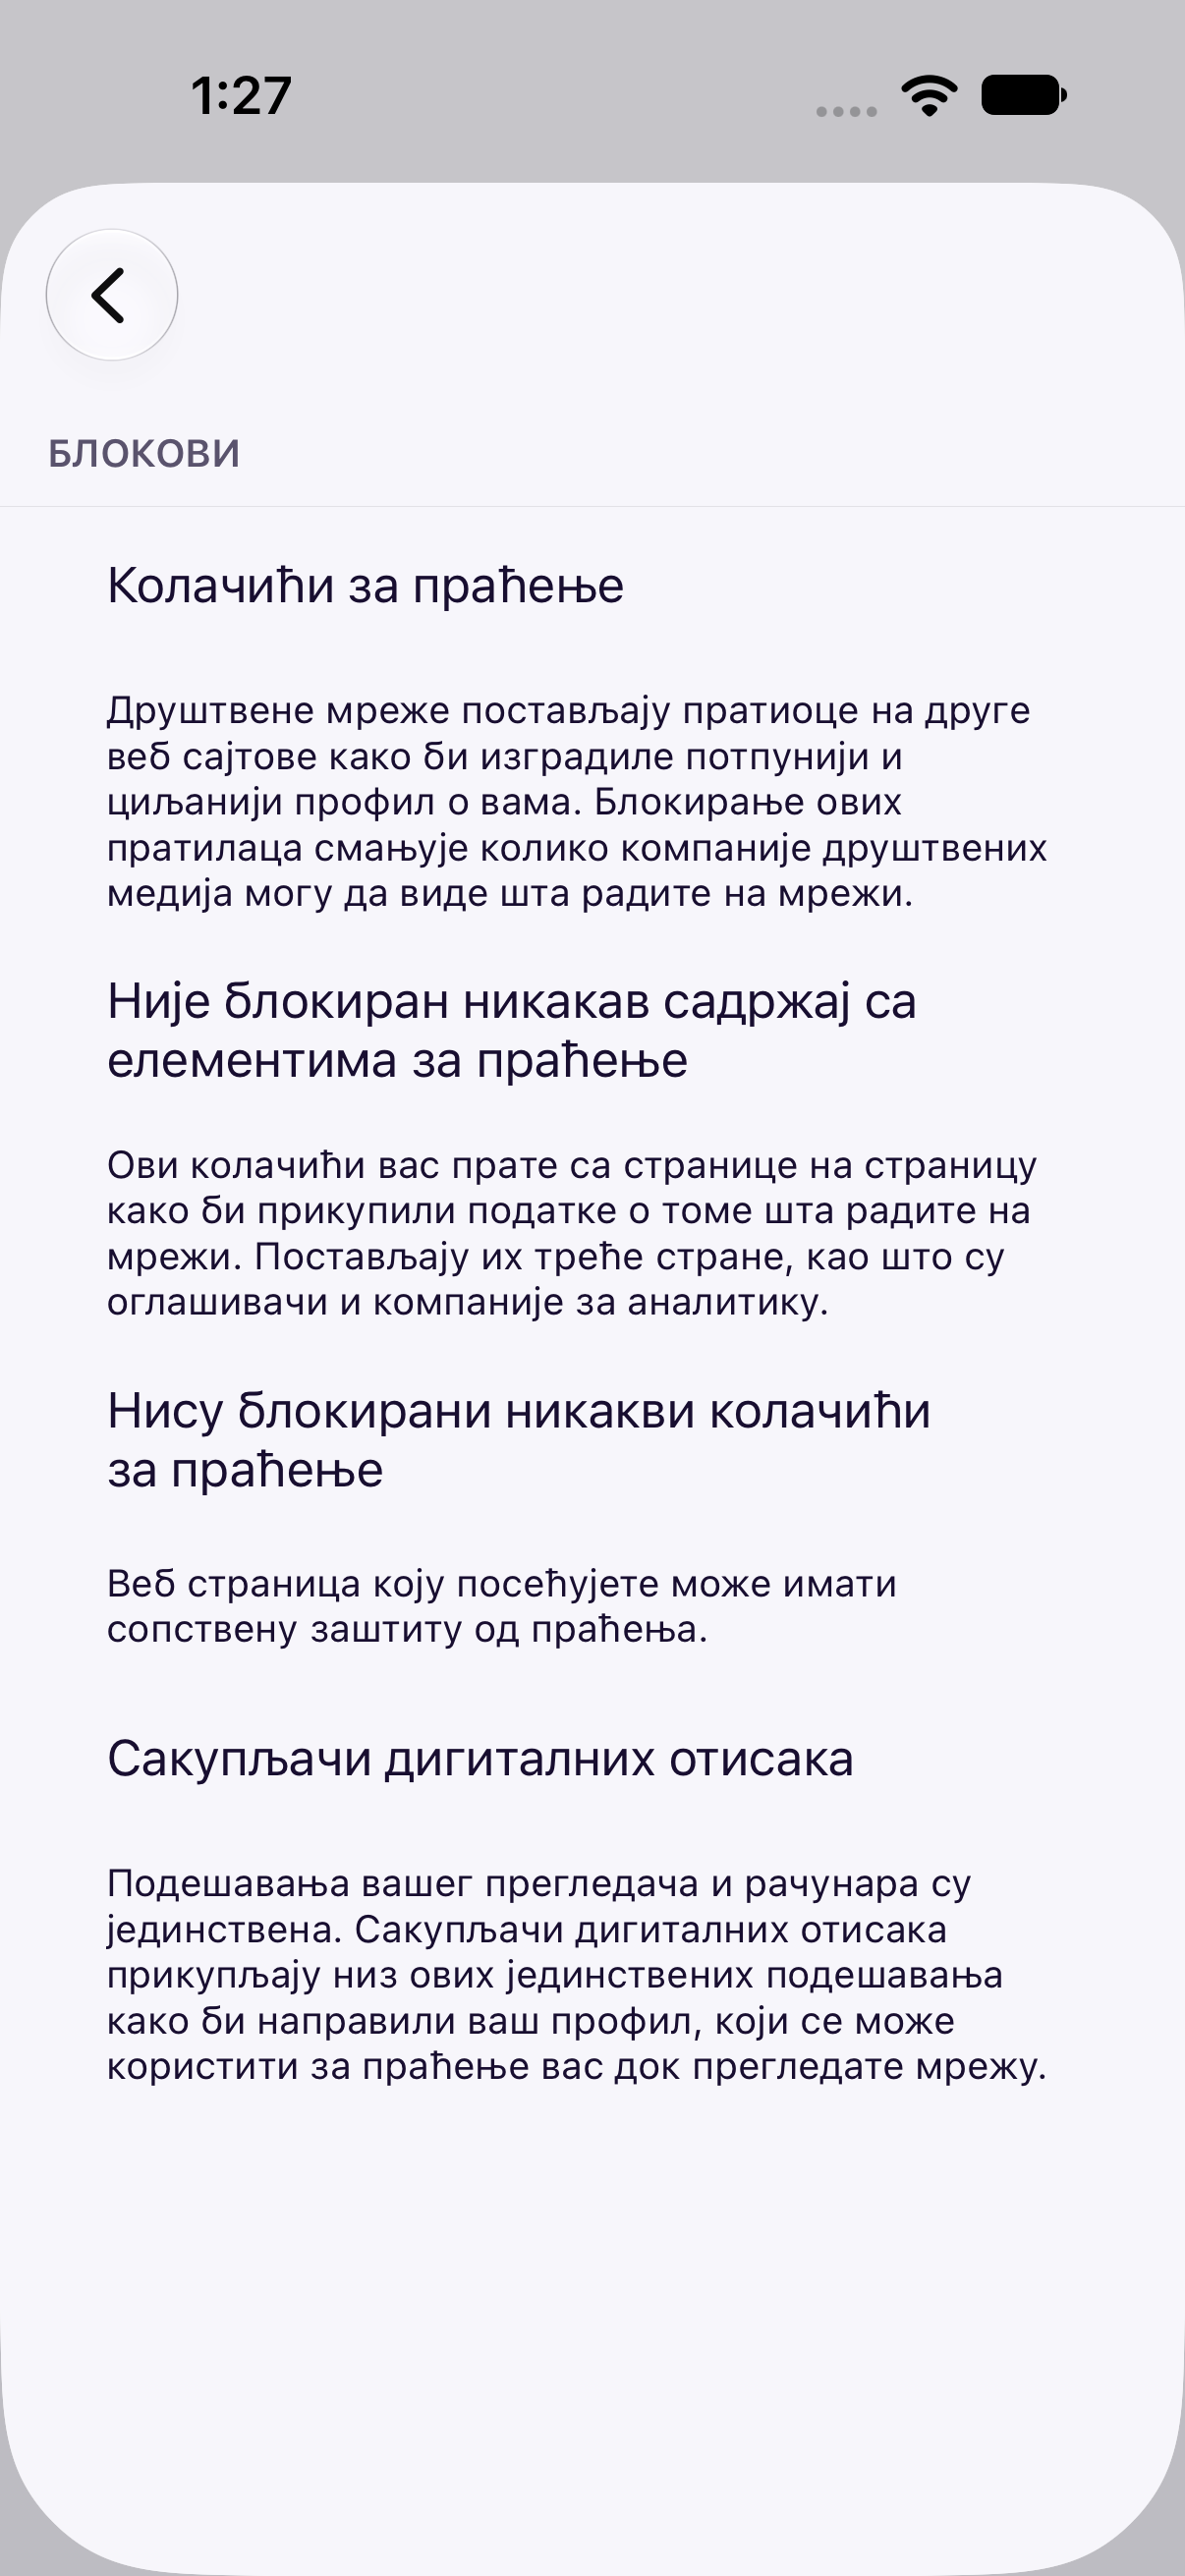 1:27
БЛОКОВИ
Колачићи за праћење
Друштвене мреже постављају пратиоце на друге
веб сајтове како би изградиле потпунији и
циљанији профил о вама. Блокирање ових
пратилаца смањује колико компаније друштвених
медија могу да виде шта радите на мрежи.
Није блокиран никакав садржај са
елементима за праћење
Ови колачићи вас прате са странице на страницу
како би прикупили податке о томе шта радите на
мрежи. Постављају их треће стране, као што су
оглашивачи и компаније за аналитику.
Нису блокирани никакви колачићи
за праћење
Веб страница коју посећујете може имати
сопствену заштиту од праћења.
Сакупљачи дигиталних отисака
Подешавања вашег прегледача и рачунара су
јединствена. Сакупљачи дигиталних отисака
прикупљају низ ових јединствених подешавања
како би направили ваш профил, који се може
користити за праћење вас док прегледате мрежу.